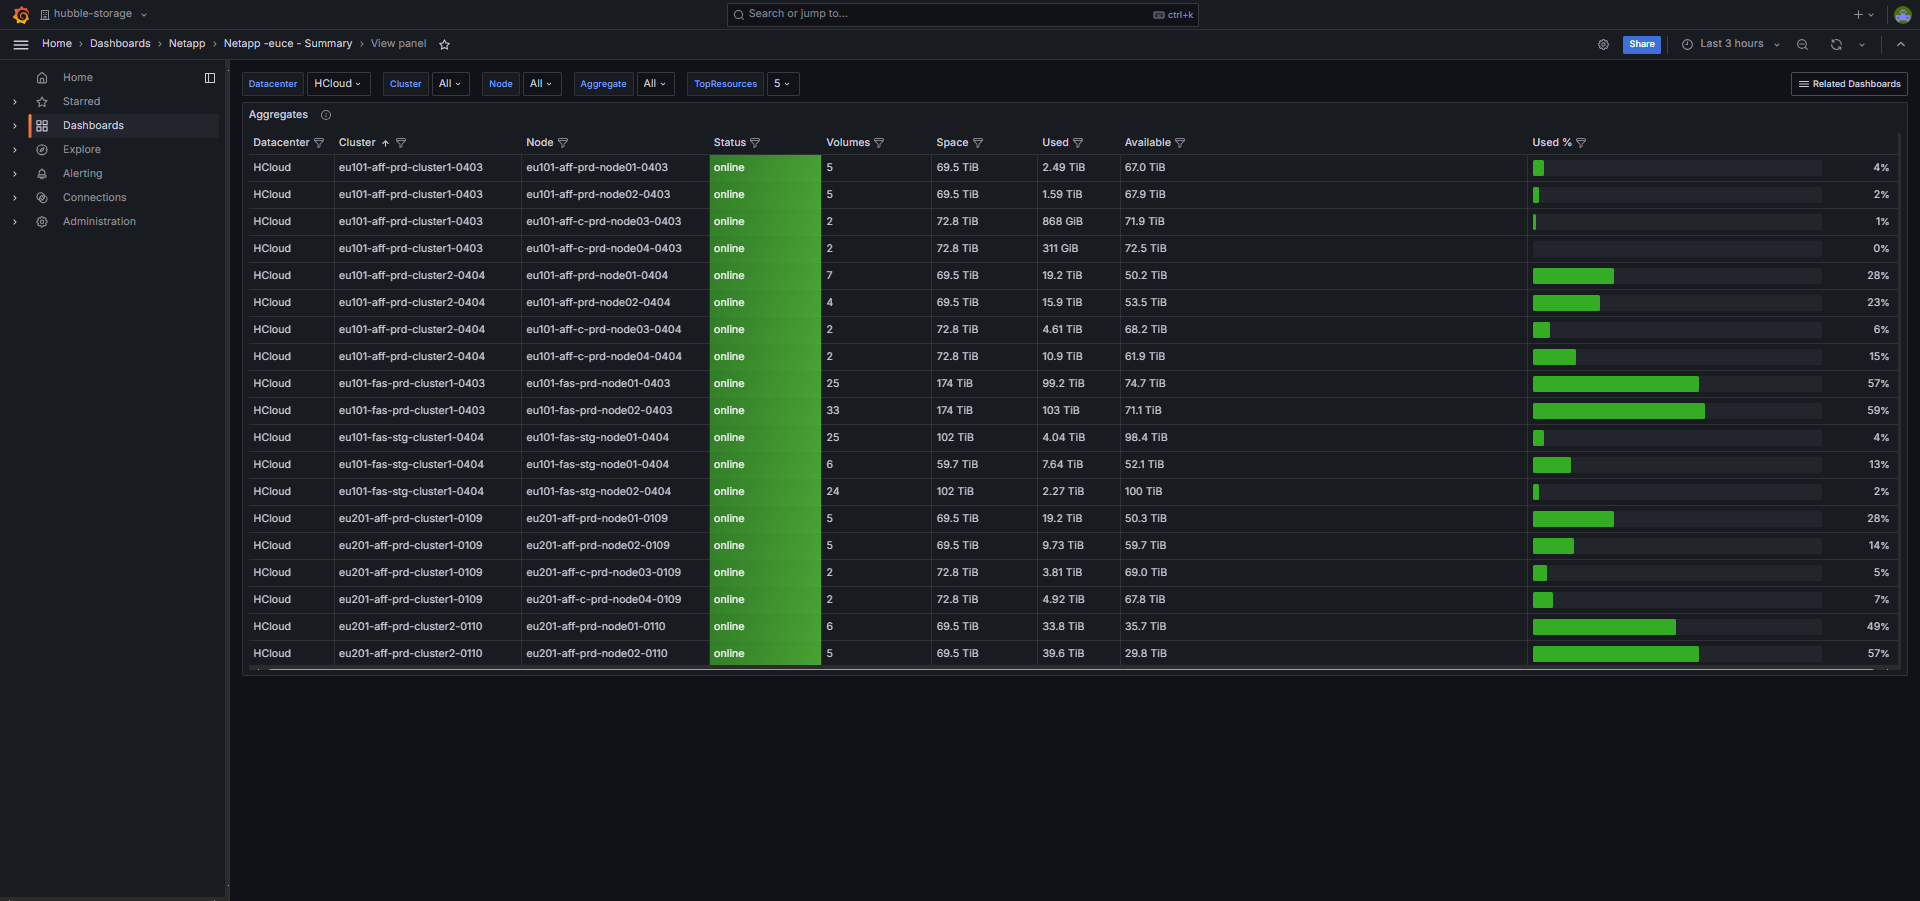 hubble-storage
Search or jump to...
ctrl+k
Home › Dashboards › Netapp › Netapp -euce - Summary › View panel
Share
Last 3 hours
Home
Starred
Dashboards
Explore
Alerting
Connections
Administration
Datacenter HCloud Cluster All Node All Aggregate All TopResources 5
Related Dashboards
Aggregates
Datacenter Cluster Node Status Volumes Space Used Available Used %
HCloud eu101-aff-prd-cluster1-0403 eu101-aff-prd-node01-0403 online 5 69.5 TiB 2.49 TiB 67.0 TiB 4%
HCloud eu101-aff-prd-cluster1-0403 eu101-aff-prd-node02-0403 online 5 69.5 TiB 1.59 TiB 67.9 TiB 2%
HCloud eu101-aff-prd-cluster1-0403 eu101-aff-c-prd-node03-0403 online 2 72.8 TiB 868 GiB 71.9 TiB 1%
HCloud eu101-aff-prd-cluster1-0403 eu101-aff-c-prd-node04-0403 online 2 72.8 TiB 311 GiB 72.5 TiB 0%
HCloud eu101-aff-prd-cluster2-0404 eu101-aff-prd-node01-0404 online 7 69.5 TiB 19.2 TiB 50.2 TiB 28%
HCloud eu101-aff-prd-cluster2-0404 eu101-aff-prd-node02-0404 online 4 69.5 TiB 15.9 TiB 53.5 TiB 23%
HCloud eu101-aff-prd-cluster2-0404 eu101-aff-c-prd-node03-0404 online 2 72.8 TiB 4.61 TiB 68.2 TiB 6%
HCloud eu101-aff-prd-cluster2-0404 eu101-aff-c-prd-node04-0404 online 2 72.8 TiB 10.9 TiB 61.9 TiB 15%
HCloud eu101-fas-prd-cluster1-0403 eu101-fas-prd-node01-0403 online 25 174 TiB 99.2 TiB 74.7 TiB 57%
HCloud eu101-fas-prd-cluster1-0403 eu101-fas-prd-node02-0403 online 33 174 TiB 103 TiB 71.1 TiB 59%
HCloud eu101-fas-stg-cluster1-0404 eu101-fas-stg-node01-0404 online 25 102 TiB 4.04 TiB 98.4 TiB 4%
HCloud eu101-fas-stg-cluster1-0404 eu101-fas-stg-node01-0404 online 6 59.7 TiB 7.64 TiB 52.1 TiB 13%
HCloud eu101-fas-stg-cluster1-0404 eu101-fas-stg-node02-0404 online 24 102 TiB 2.27 TiB 100 TiB 2%
HCloud eu201-aff-prd-cluster1-0109 eu201-aff-prd-node01-0109 online 5 69.5 TiB 19.2 TiB 50.3 TiB 28%
HCloud eu201-aff-prd-cluster1-0109 eu201-aff-prd-node02-0109 online 5 69.5 TiB 9.73 TiB 59.7 TiB 14%
HCloud eu201-aff-prd-cluster1-0109 eu201-aff-c-prd-node03-0109 online 2 72.8 TiB 3.81 TiB 69.0 TiB 5%
HCloud eu201-aff-prd-cluster1-0109 eu201-aff-c-prd-node04-0109 online 2 72.8 TiB 4.92 TiB 67.8 TiB 7%
HCloud eu201-aff-prd-cluster2-0110 eu201-aff-prd-node01-0110 online 6 69.5 TiB 33.8 TiB 35.7 TiB 49%
HCloud eu201-aff-prd-cluster2-0110 eu201-aff-prd-node02-0110 online 5 69.5 TiB 39.6 TiB 29.8 TiB 57%